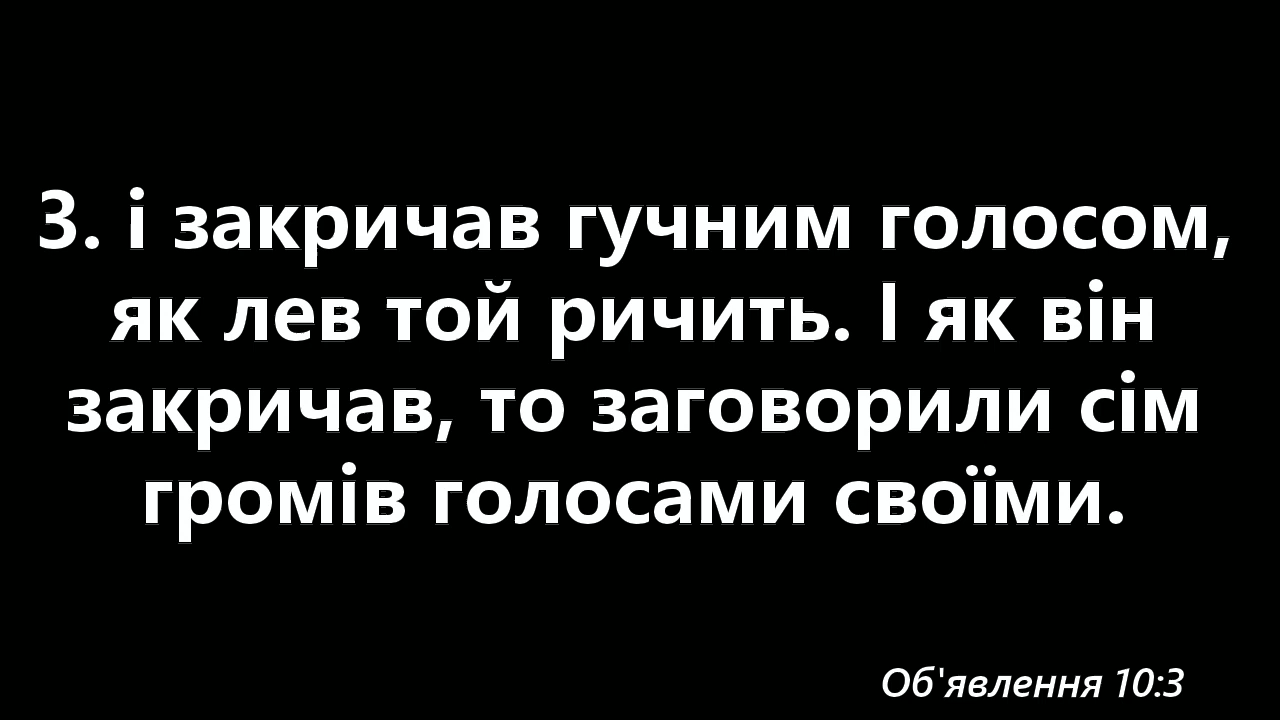 3. і закричав гучним голосом,
як лев той ричить. І як він
закричав, то заговорили сім
громів голосами своїми.
Об'явлення 10:3